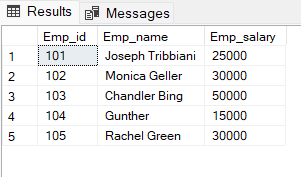 Results Messages
Emp_id Emp_name Emp_salary
1 101 Joseph Tribbiani 25000
2 102 Monica Geller 30000
3 103 Chandler Bing 50000
4 104 Gunther 15000
5 105 Rachel Green 30000